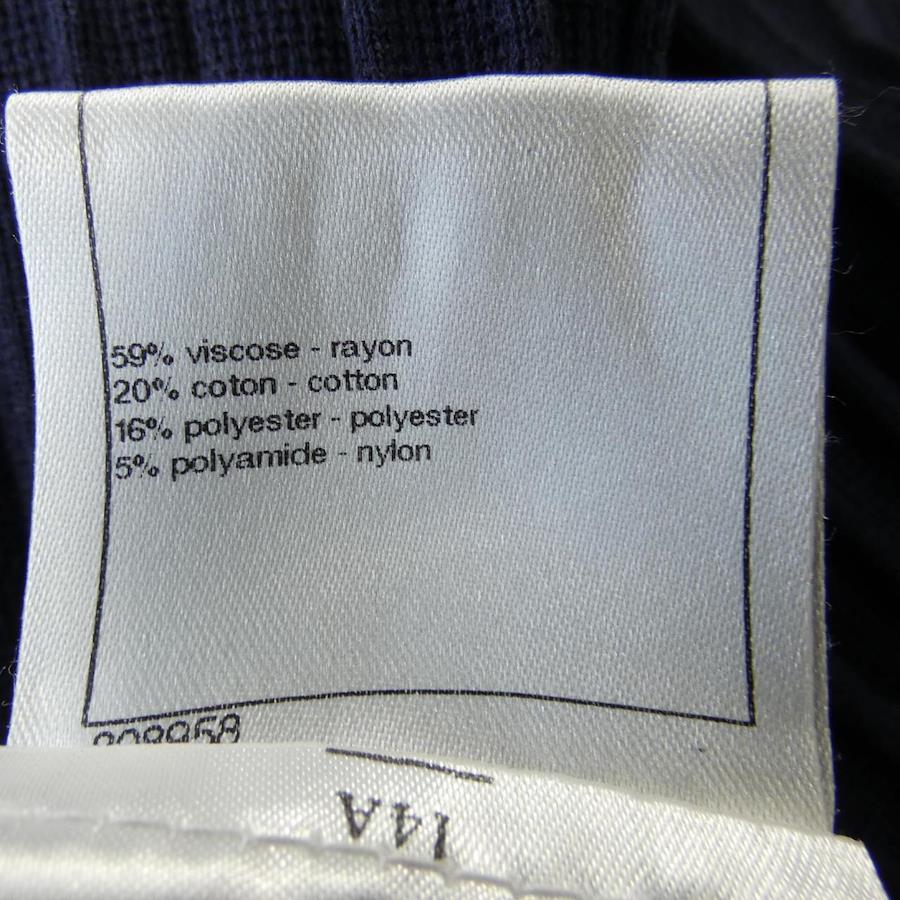 59% viscose - rayon
20% coton - cotton
16% polyester - polyester
5% polyamide - nylon
14A